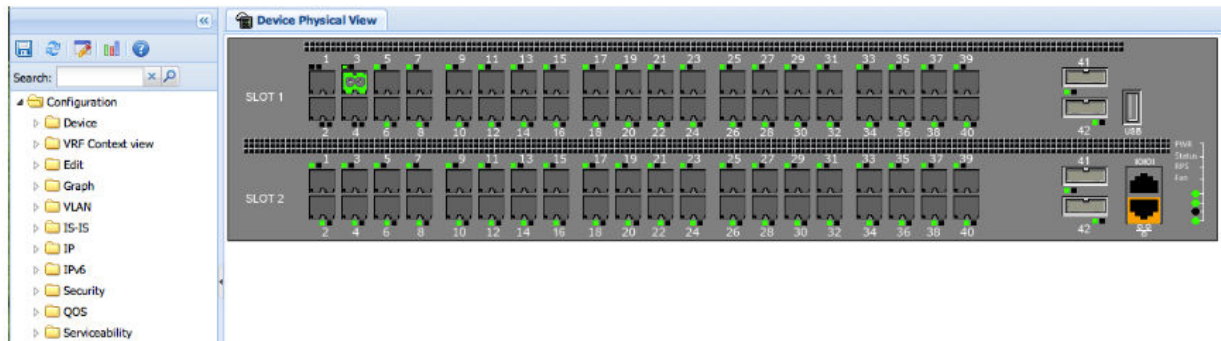 Device Physical View
Search:
Configuration
Device
VRF Context view
Edit
Graph
VLAN
IS-IS
IP
IPv6
Security
QOS
Serviceability
1 3 5 7 9 11 13 15 17 19 21 23 25 27 29 31 33 35 37 39 41
SLOT 1
USB
2 4 6 8 10 12 14 16 18 20 22 24 26 28 30 32 34 36 38 40 42
PWR
Status
RPS
Fan
1 3 5 7 9 11 13 15 17 19 21 23 25 27 29 31 33 35 37 39 41
IOIOI
SLOT 2
2 4 6 8 10 12 14 16 18 20 22 24 26 28 30 32 34 36 38 40 42